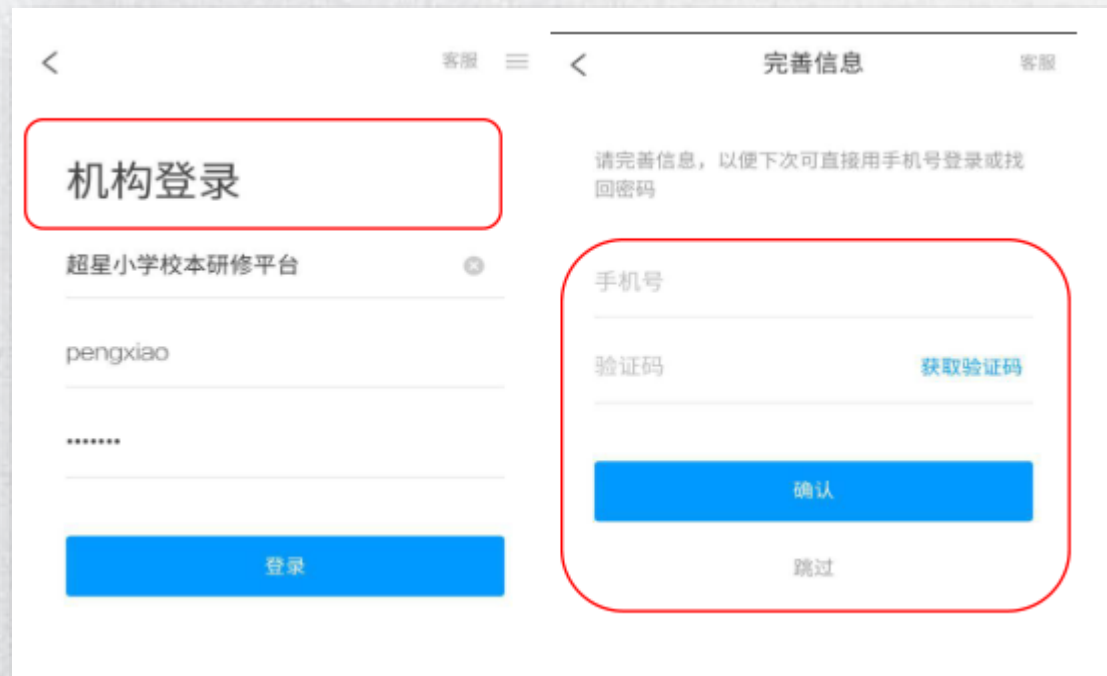 客服
机构登录
超星小学校本研修平台
pengxiao
•••••••
登录
完善信息
客服
请完善信息，以便下次可直接用手机号登录或找
回密码
手机号
验证码
获取验证码
确认
跳过